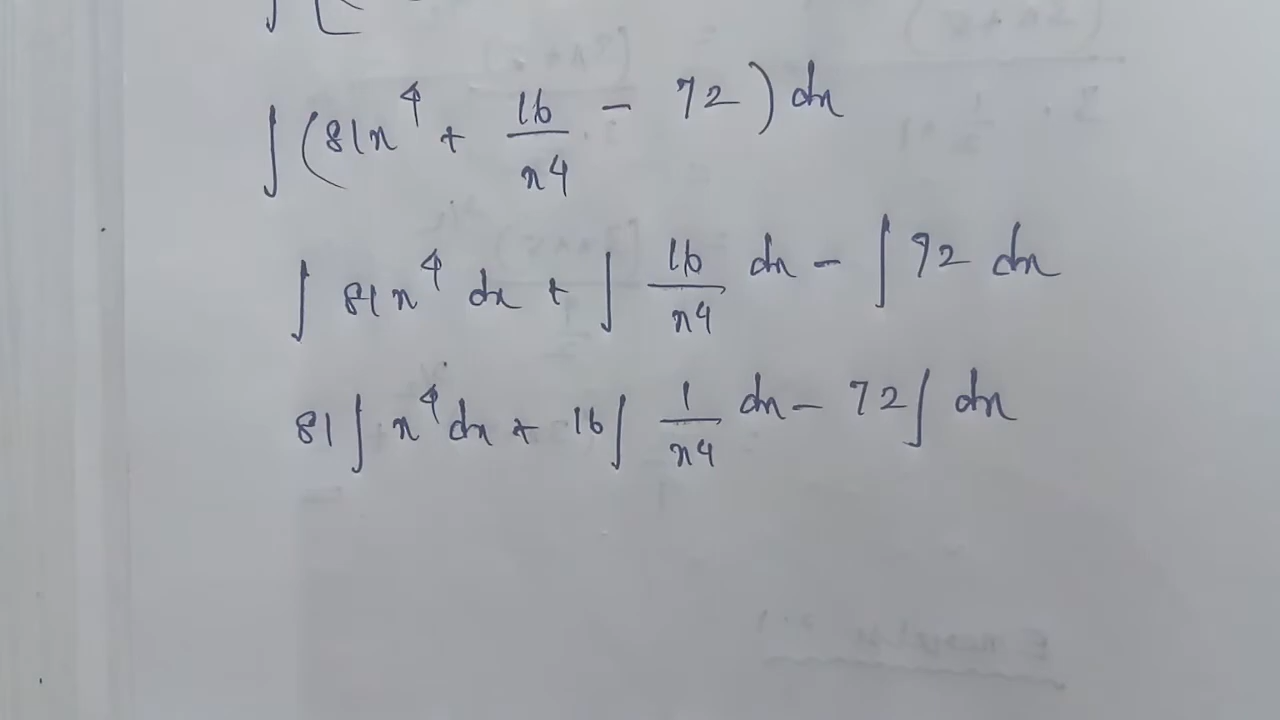 ∫(81x⁴ + 16/x⁴ - 72) dx
∫ 81x⁴ dx + ∫ 16/x⁴ dx - ∫ 72 dx
81∫ x⁴ dx + 16∫ 1/x⁴ dx - 72∫ dx